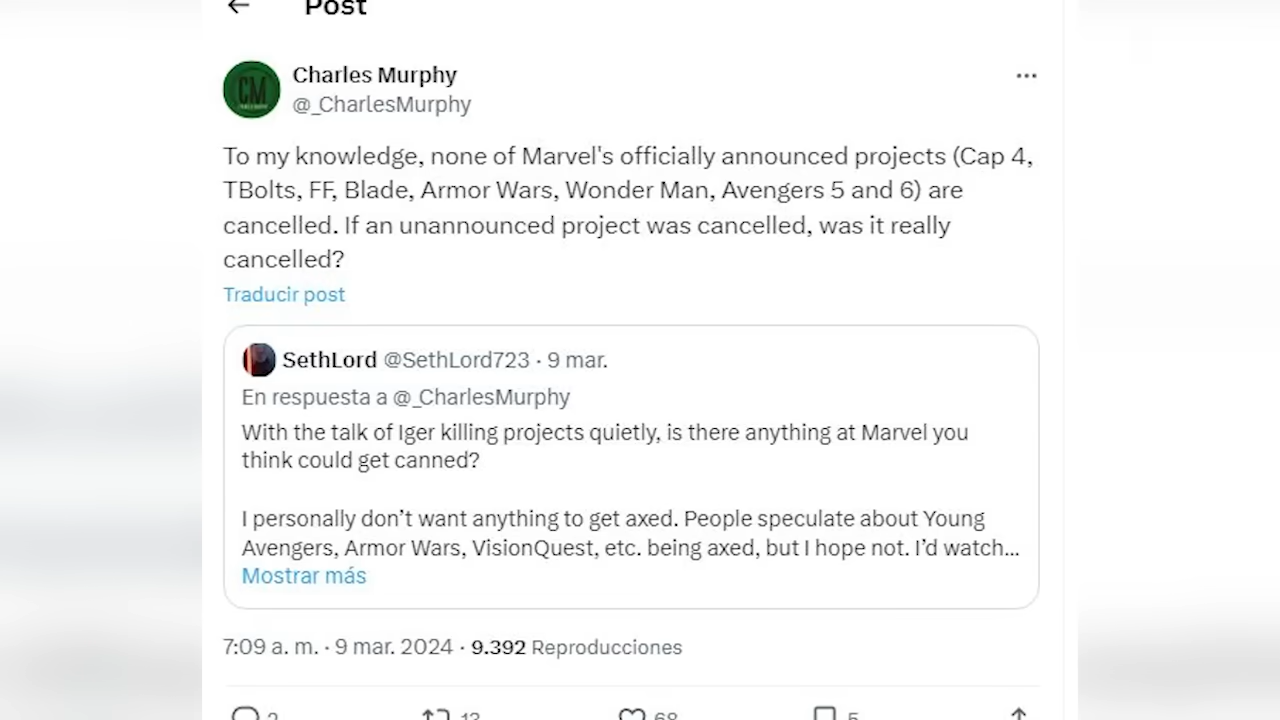 Post
Charles Murphy
@_CharlesMurphy
To my knowledge, none of Marvel's officially announced projects (Cap 4,
TBolts, FF, Blade, Armor Wars, Wonder Man, Avengers 5 and 6) are
cancelled. If an unannounced project was cancelled, was it really
cancelled?
Traducir post
SethLord @SethLord723 · 9 mar.
En respuesta a @_CharlesMurphy
With the talk of Iger killing projects quietly, is there anything at Marvel you
think could get canned?
I personally don’t want anything to get axed. People speculate about Young
Avengers, Armor Wars, VisionQuest, etc. being axed, but I hope not. I’d watch...
Mostrar más
7:09 a. m. · 9 mar. 2024 · 9.392 Reproducciones
2 13 68 5